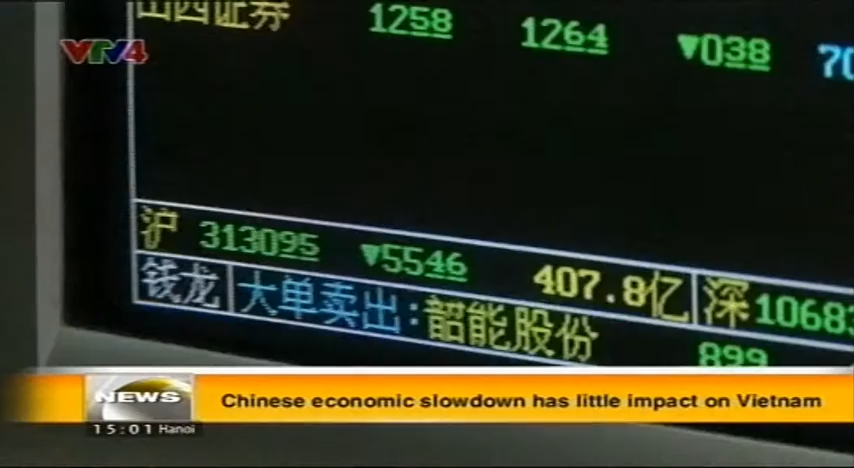 山西证券 1258 1264 ▼038 70
VTV4
沪 313095 ▼5546 407.8亿 深 10683
钱龙 大单卖出:韶能股份 899
NEWS
Chinese economic slowdown has little impact on Vietnam
15:01 Hanoi